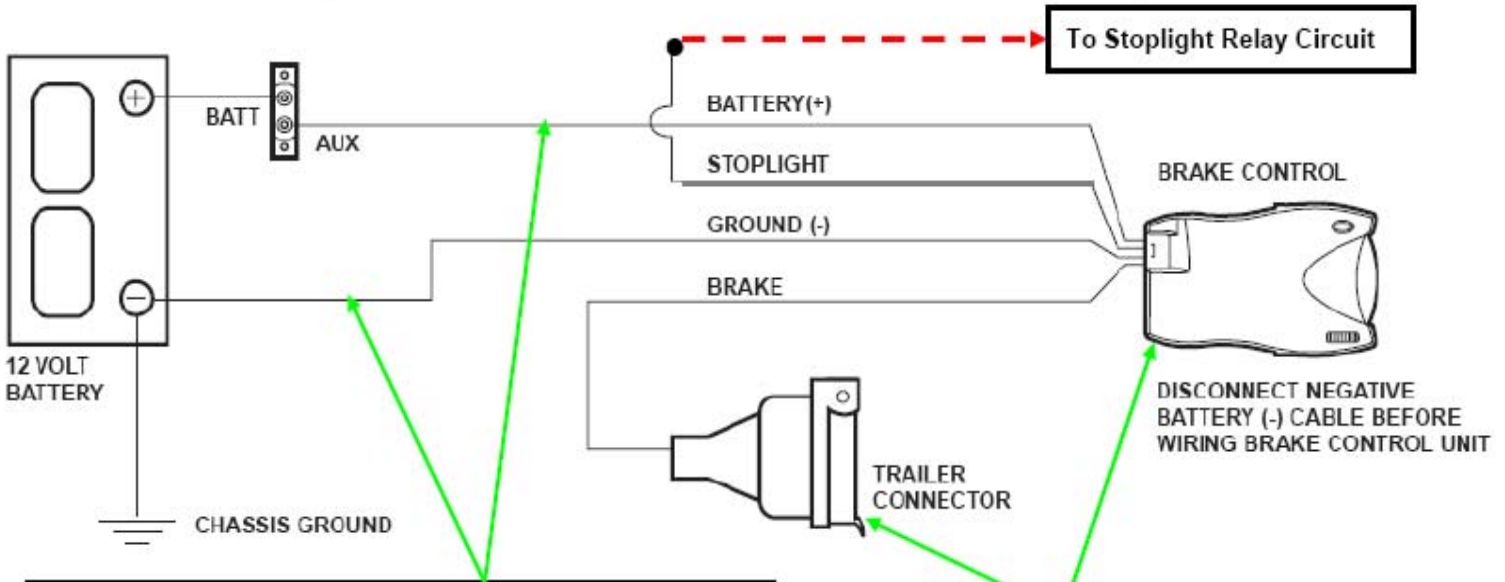 To Stoplight Relay Circuit
BATTERY(+)
BATT
AUX
STOPLIGHT
BRAKE CONTROL
GROUND (-)
BRAKE
12 VOLT
BATTERY
DISCONNECT NEGATIVE
BATTERY (-) CABLE BEFORE
WIRING BRAKE CONTROL UNIT
TRAILER
CONNECTOR
CHASSIS GROUND